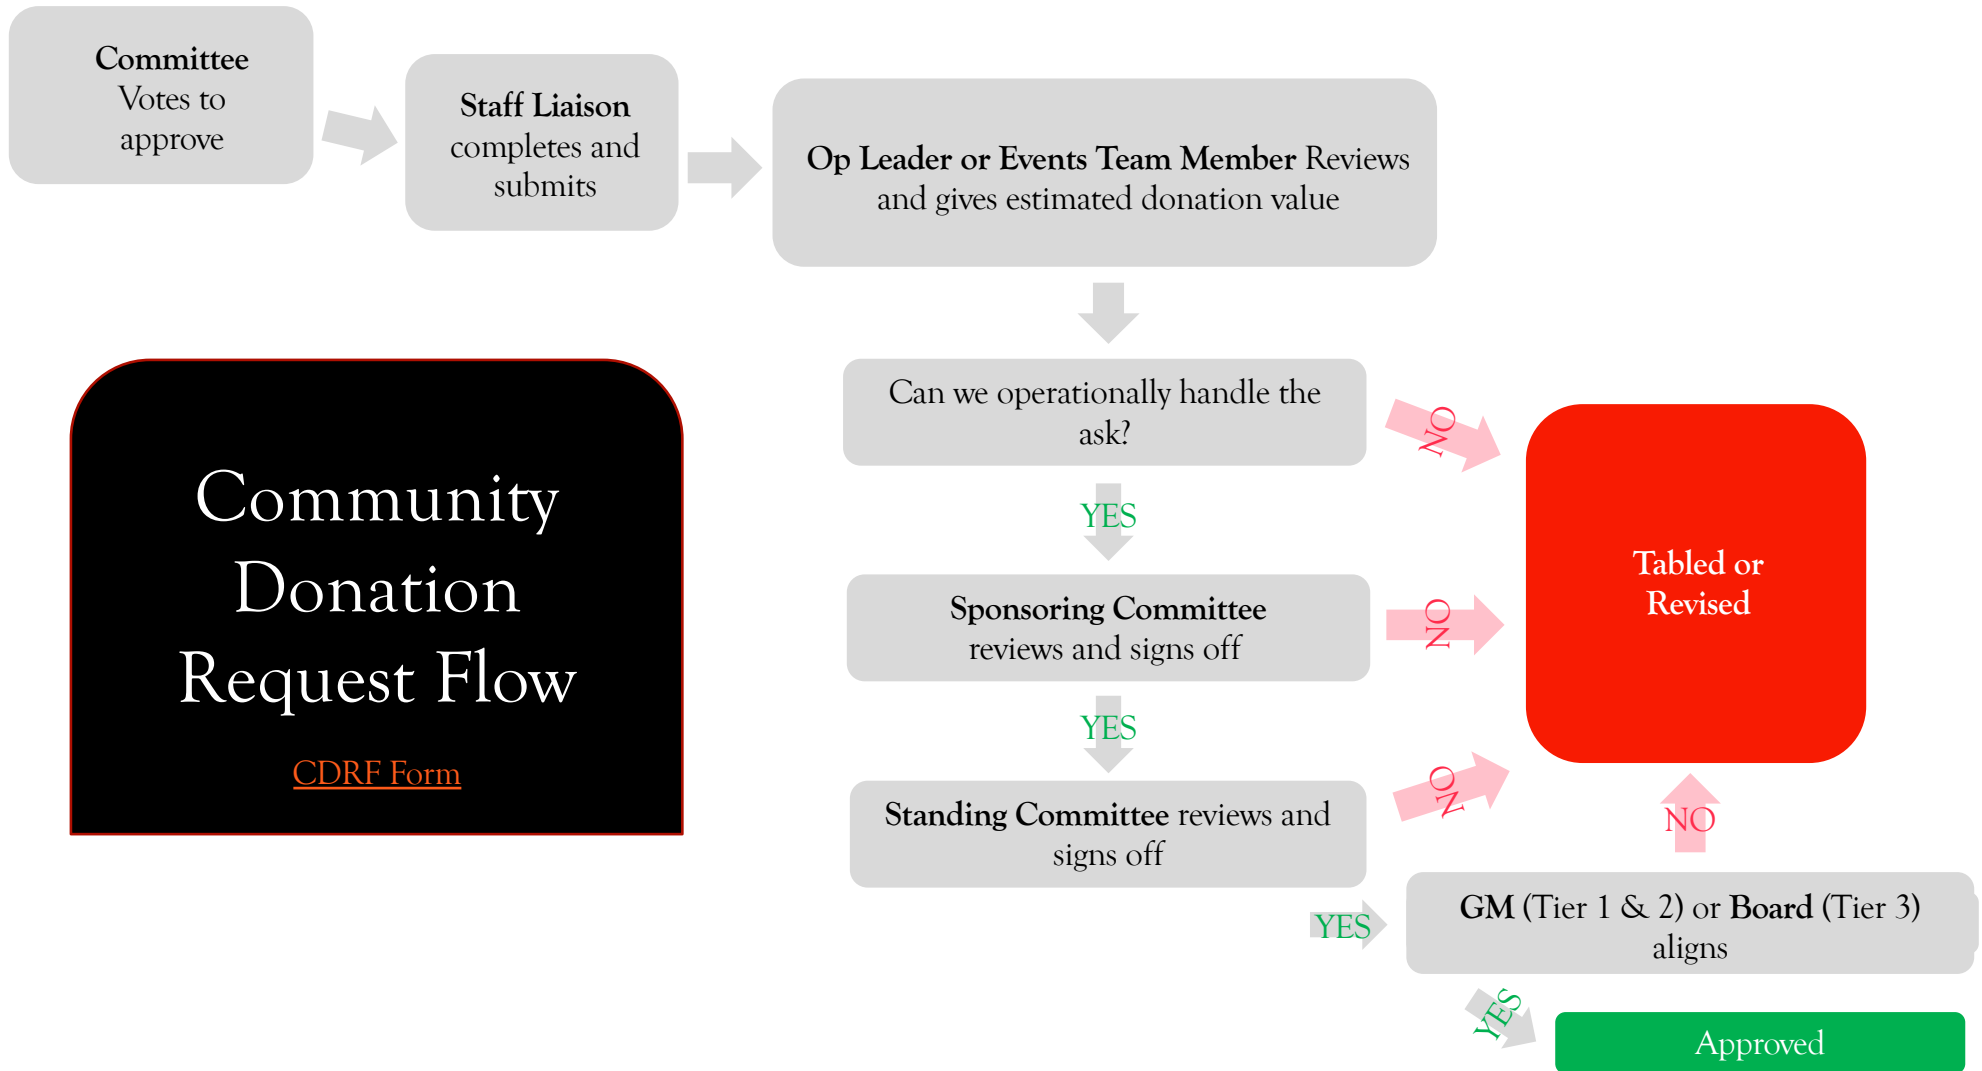 Committee
Votes to
approve
Staff Liaison
completes and
submits
Op Leader or Events Team Member Reviews
and gives estimated donation value
Can we operationally handle the
ask?
NO
YES
Sponsoring Committee
reviews and signs off
NO
YES
Standing Committee reviews and
signs off
NO
YES
GM (Tier 1 & 2) or Board (Tier 3)
aligns
NO
YES
Approved
Tabled or
Revised
Community
Donation
Request Flow
CDRF Form